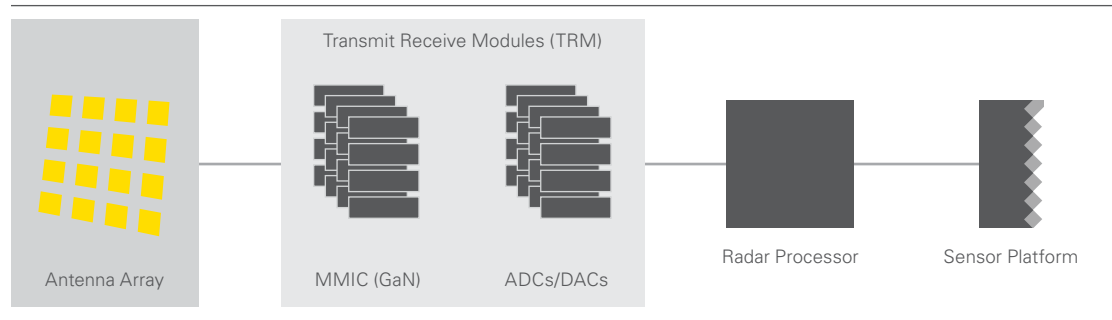 Transmit Receive Modules (TRM)
Antenna Array
MMIC (GaN)
ADCs/DACs
Radar Processor
Sensor Platform